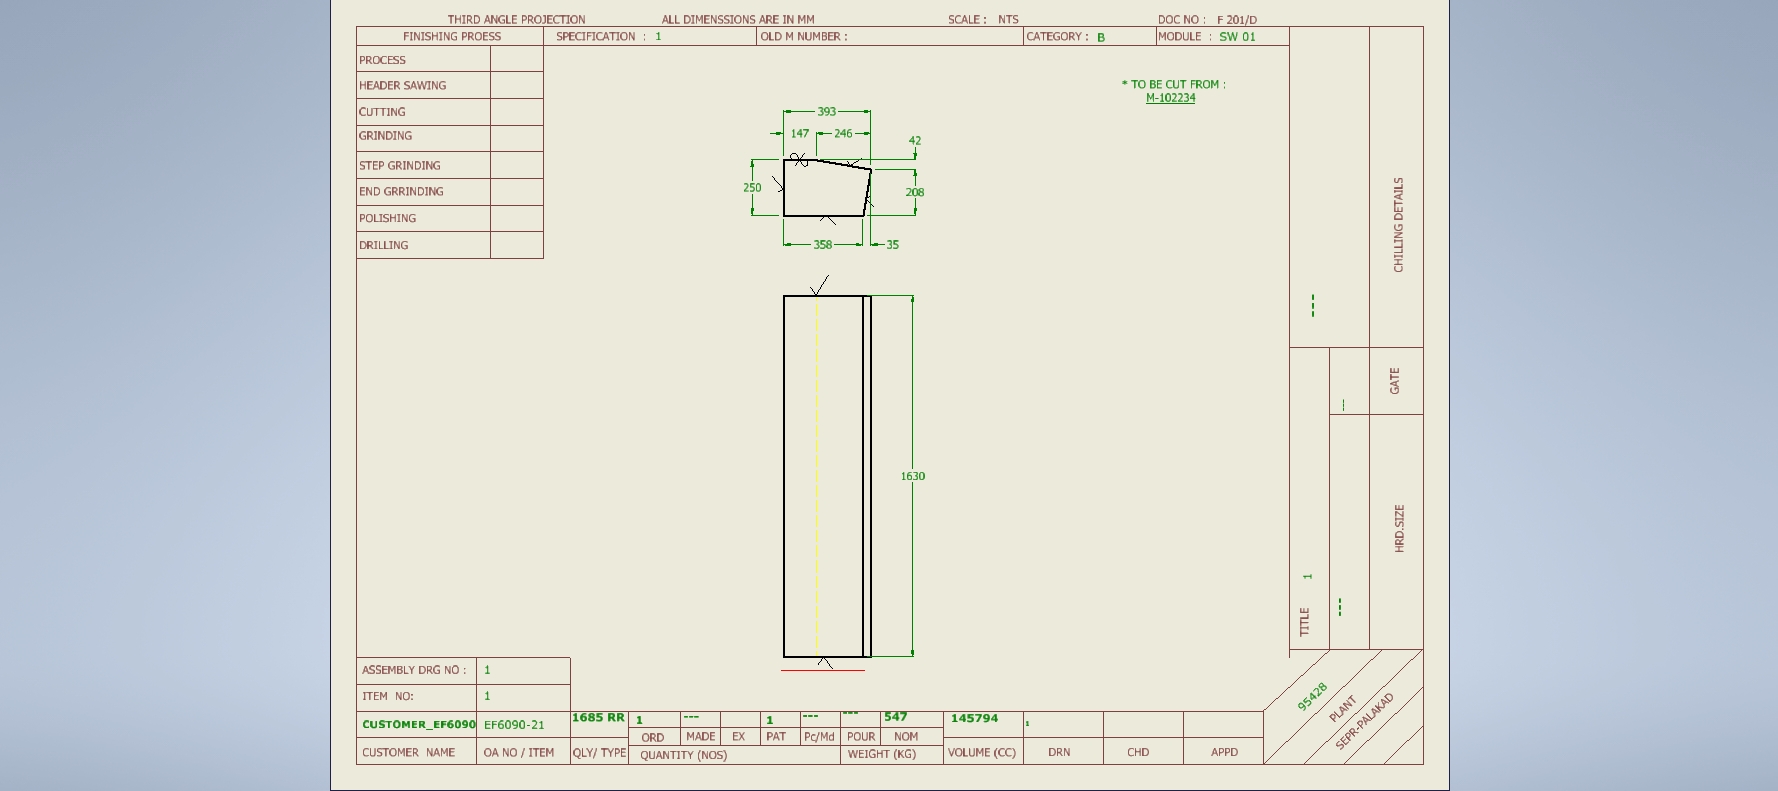 THIRD ANGLE PROJECTION ALL DIMENSSIONS ARE IN MM SCALE : NTS DOC NO : F 201/D
FINISHING PROESS SPECIFICATION : 1 OLD M NUMBER : CATEGORY : B MODULE : SW 01
PROCESS
HEADER SAWING
CUTTING
GRINDING
STEP GRINDING
END GRRINDING
POLISHING
DRILLING
* TO BE CUT FROM :
M-102234
393
147 246 42
250 208
358 35
1630
CHILLING DETAILS
---
GATE
---
HRD.SIZE
---
TITLE 1
ASSEMBLY DRG NO : 1
ITEM NO: 1
CUSTOMER_EF6090 EF6090-21 1685 RR 1 --- 1 --- --- 547 145794 1
ORD MADE EX PAT Pc/Md POUR NOM
CUSTOMER NAME OA NO / ITEM QLY/ TYPE QUANTITY (NOS) WEIGHT (KG) VOLUME (CC) DRN CHD APPD
95428
PLANT
SEPR-PALAKAD